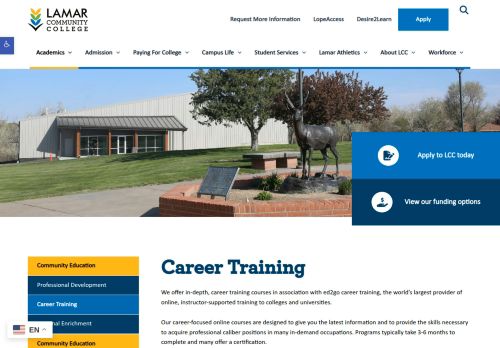 LAMAR
COMMUNITY
COLLEGE
Request More Information LopeAccess Desire2Learn Apply
Academics Admission Paying For College Campus Life Student Services Lamar Athletics About LCC Workforce
Apply to LCC today
View our funding options
Community Education
Professional Development
Career Training
nal Enrichment
Community Education
EN
Career Training
We offer in-depth, career training courses in association with ed2go career training, the world's largest provider of
online, instructor-supported training to colleges and universities.
Our career-focused online courses are designed to give you the latest information and to provide the skills necessary
to acquire professional caliber positions in many in-demand occupations. Programs typically take 3-6 months to
complete and many offer a certification.